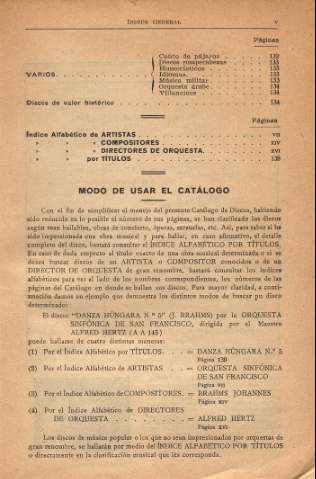 ÍNDICE GENERAL v
Páginas
Canto de pájaros . . . . . 132
Discos rompecabezas . . . 133
Humorísticos . . . . . . 133
VARIOS. . . . . . . . . . Idiomas. . . . . . . . . 133
Música militar . . . . . . 133
Orquesta árabe. . . . . . 134
Villancicos . . . . . . . 134
Discos de valor histórico . . . . . . . . . . . . 134
Páginas
Índice Alfabético de ARTISTAS . . . . . . . . . . . VII
» » » COMPOSITORES . . . . . . . . XIV
» » » DIRECTORES DE ORQUESTA. . . . . XVI
» » por TÍTULOS . . . . . . . . . . . 139
MODO DE USAR EL CATÁLOGO
Con el fin de simplificar el manejo del presente Catálogo de Discos, habiendo
sido reducido en lo posible el número de sus páginas, se han clasificado los discos
según sean bailables, obras de concierto, óperas, zarzuelas, etc. Así, para saber si ha
sido impresionada una obra musical y para hallar, en caso afirmativo, el detalle
completo del disco, bastará consultar el ÍNDICE ALFABÉTICO POR TÍTULOS.
En caso de duda respecto al título exacto de una obra musical determinada o si se
desea buscar discos de un ARTISTA o COMPOSITOR conocidos o de un
DIRECTOR DE ORQUESTA de gran renombre, bastará consultar los índices
alfabéticos para ver al lado de los nombres correspondientes, los números de las
páginas del Catálogo en donde se hallan sus discos. Para mayor claridad, a conti-
nuación damos un ejemplo que demuestra los distintos modos de buscar un disco
determinado:
El disco "DANZA HÚNGARA N.º 5" (J. BRAHMS) por la ORQUESTA
SINFÓNICA DE SAN FRANCISCO, dirigida por el Maestro
ALFRED HERTZ (A A 145)
puede hallarse de cuatro distintas maneras:
(1) Por el Índice Alfabético por TÍTULOS. . . = DANZA HÚNGARA N.º 5
Página 139
(2) Por el Índice Alfabético de ARTISTAS . . = ORQUESTA SINFÓNICA
DE SAN FRANCISCO
Página VII
(3) Por el Índice Alfabético de COMPOSITORES. = BRAHMS JOHANNES
Página XIV
(4) Por el Índice Alfabético de DIRECTORES
DE ORQUESTA . . . . . . . = ALFRED HERTZ
Página XVI
Los discos de música popular o los que no sean impresionados por orquestas de
gran renombre, se hallarán por medio del ÍNDICE ALFABÉTICO POR TÍTULOS
o directamente en la clasificación musical que les corresponda.